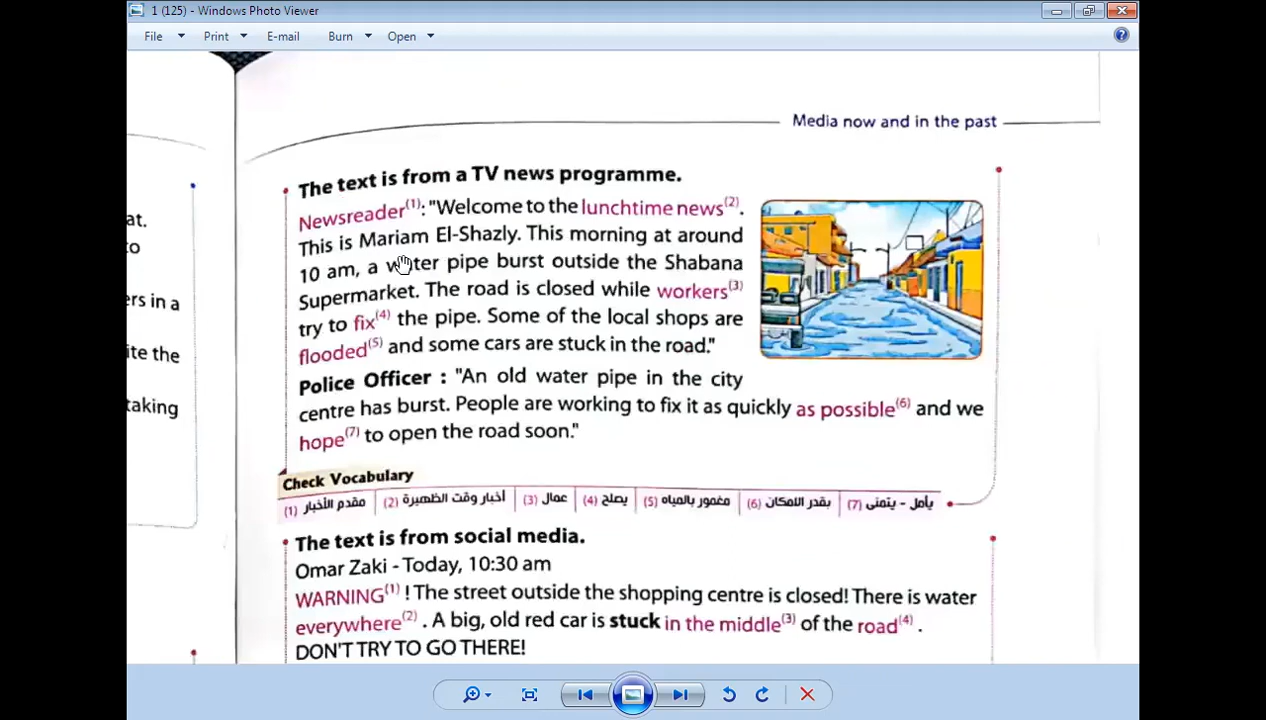 1 (125) - Windows Photo Viewer
File Print E-mail Burn Open
Media now and in the past
at.
to
ers in a
ite the
taking
The text is from a TV news programme.
Newsreader(1): "Welcome to the lunchtime news(2).
This is Mariam El-Shazly. This morning at around
10 am, a water pipe burst outside the Shabana
Supermarket. The road is closed while workers(3)
try to fix(4) the pipe. Some of the local shops are
flooded(5) and some cars are stuck in the road."
Police Officer : "An old water pipe in the city
centre has burst. People are working to fix it as quickly as possible(6) and we
hope(7) to open the road soon."
Check Vocabulary
(1) مقدم الأخبار (2) أخبار وقت الظهيرة (3) عمال (4) يصلح (5) مغمور بالمياه (6) بقدر الامكان (7) يأمل - يتمنى
The text is from social media.
Omar Zaki - Today, 10:30 am
WARNING(1) ! The street outside the shopping centre is closed! There is water
everywhere(2) . A big, old red car is stuck in the middle(3) of the road(4) .
DON'T TRY TO GO THERE!